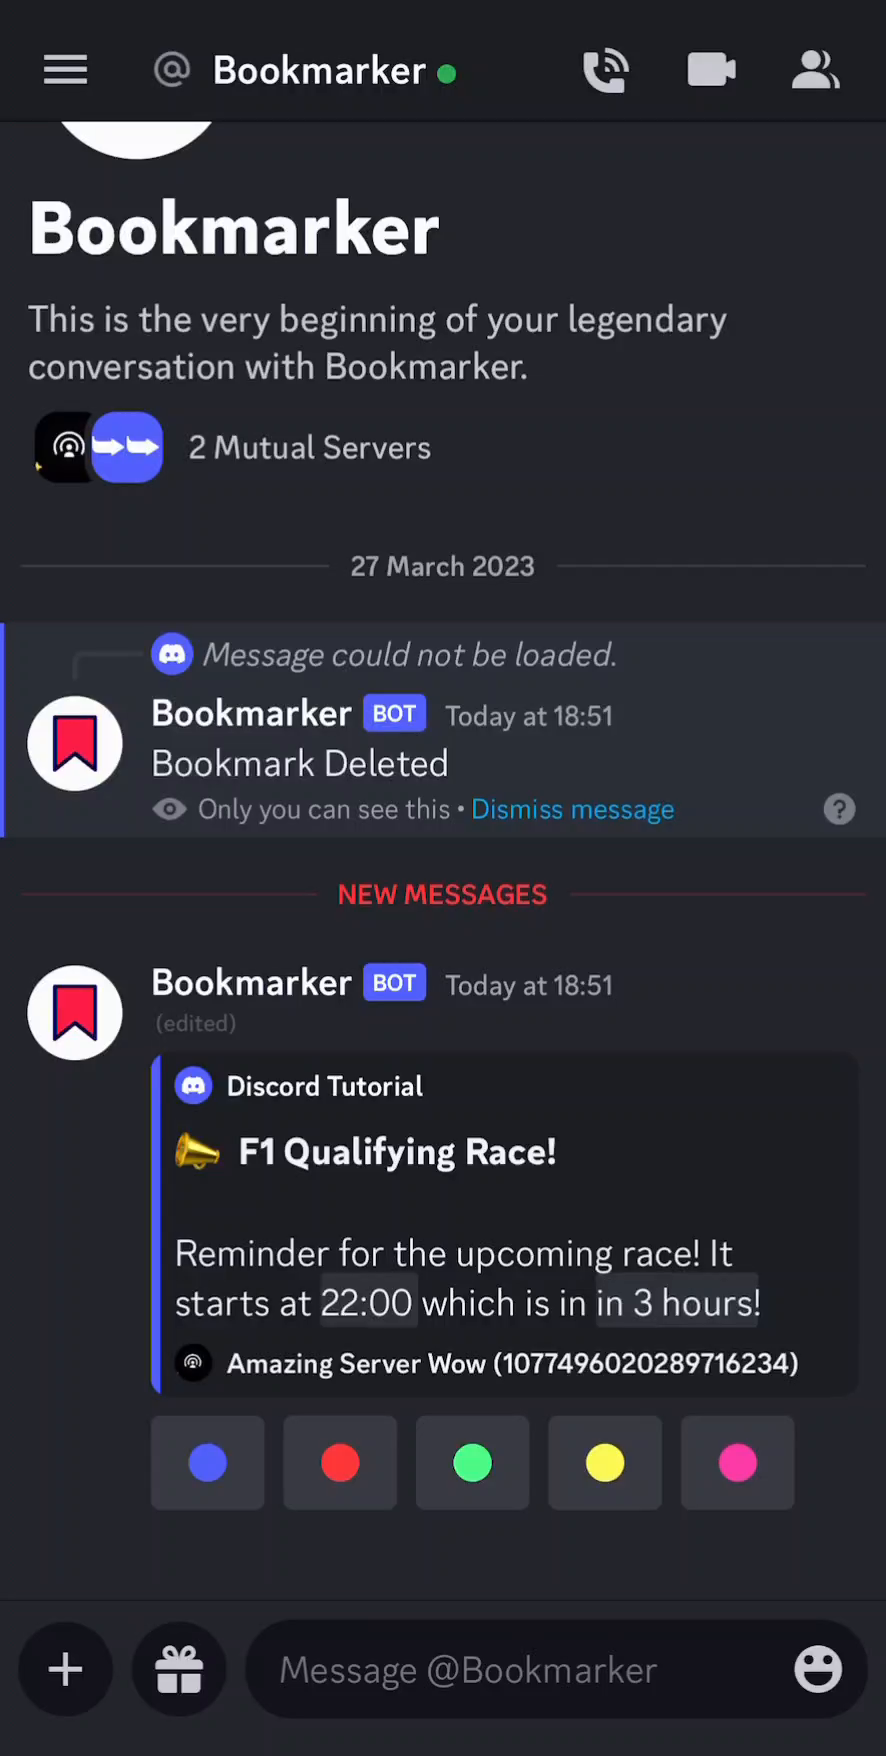 @ Bookmarker
Bookmarker
This is the very beginning of your legendary
conversation with Bookmarker.
2 Mutual Servers
27 March 2023
Message could not be loaded.
Bookmarker BOT Today at 18:51
Bookmark Deleted
Only you can see this • Dismiss message ?
NEW MESSAGES
Bookmarker BOT Today at 18:51
(edited)
Discord Tutorial
F1 Qualifying Race!
Reminder for the upcoming race! It
starts at 22:00 which is in in 3 hours!
Amazing Server Wow (1077496020289716234)
Message @Bookmarker